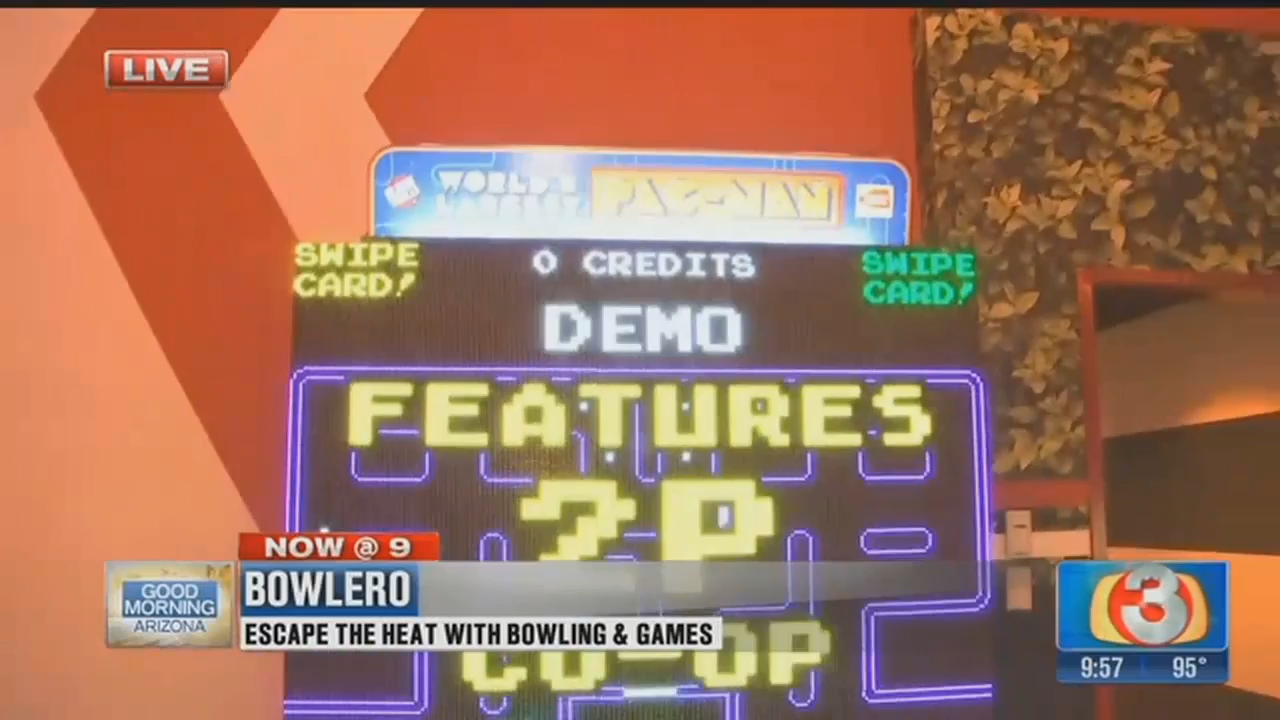 LIVE
WORLD'S
LARGEST
PAC-MAN
SWIPE
CARD!
0 CREDITS
SWIPE
CARD!
DEMO
FEATURES
2P
CO-OP
NOW @ 9
GOOD
MORNING
ARIZONA
BOWLERO
ESCAPE THE HEAT WITH BOWLING & GAMES
3
9:57 95°